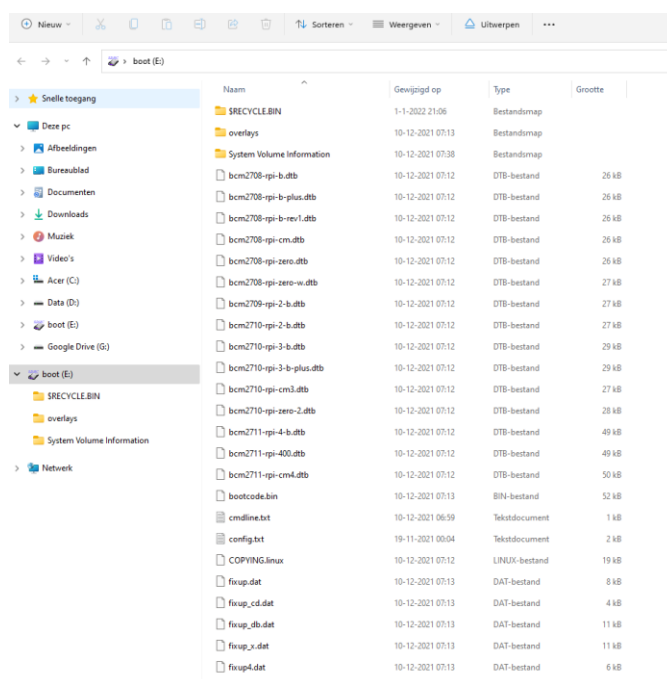 Nieuw Sorteren Weergeven Uitwerpen ...
boot (E:)
Snelle toegang
Deze pc
Afbeeldingen
Bureaublad
Documenten
Downloads
Muziek
Video's
Acer (C:)
Data (D:)
boot (E:)
Google Drive (G:)
boot (E:)
$RECYCLE.BIN
overlays
System Volume Information
Netwerk
Naam Gewijzigd op Type Grootte
$RECYCLE.BIN 1-1-2022 21:06 Bestandsmap
overlays 10-12-2021 07:13 Bestandsmap
System Volume Information 10-12-2021 07:38 Bestandsmap
bcm2708-rpi-b.dtb 10-12-2021 07:12 DTB-bestand 26 kB
bcm2708-rpi-b-plus.dtb 10-12-2021 07:12 DTB-bestand 26 kB
bcm2708-rpi-b-rev1.dtb 10-12-2021 07:12 DTB-bestand 26 kB
bcm2708-rpi-cm.dtb 10-12-2021 07:12 DTB-bestand 26 kB
bcm2708-rpi-zero.dtb 10-12-2021 07:12 DTB-bestand 26 kB
bcm2708-rpi-zero-w.dtb 10-12-2021 07:12 DTB-bestand 27 kB
bcm2709-rpi-2-b.dtb 10-12-2021 07:12 DTB-bestand 27 kB
bcm2710-rpi-2-b.dtb 10-12-2021 07:12 DTB-bestand 27 kB
bcm2710-rpi-3-b.dtb 10-12-2021 07:12 DTB-bestand 29 kB
bcm2710-rpi-3-b-plus.dtb 10-12-2021 07:12 DTB-bestand 29 kB
bcm2710-rpi-cm3.dtb 10-12-2021 07:12 DTB-bestand 27 kB
bcm2710-rpi-zero-2.dtb 10-12-2021 07:12 DTB-bestand 28 kB
bcm2711-rpi-4-b.dtb 10-12-2021 07:12 DTB-bestand 49 kB
bcm2711-rpi-400.dtb 10-12-2021 07:12 DTB-bestand 49 kB
bcm2711-rpi-cm4.dtb 10-12-2021 07:12 DTB-bestand 50 kB
bootcode.bin 10-12-2021 07:13 BIN-bestand 52 kB
cmdline.txt 10-12-2021 06:59 Tekstdocument 1 kB
config.txt 19-11-2021 00:04 Tekstdocument 2 kB
COPYING.linux 10-12-2021 07:12 LINUX-bestand 19 kB
fixup.dat 10-12-2021 07:13 DAT-bestand 8 kB
fixup_cd.dat 10-12-2021 07:13 DAT-bestand 4 kB
fixup_db.dat 10-12-2021 07:13 DAT-bestand 11 kB
fixup_x.dat 10-12-2021 07:13 DAT-bestand 11 kB
fixup4.dat 10-12-2021 07:13 DAT-bestand 6 kB